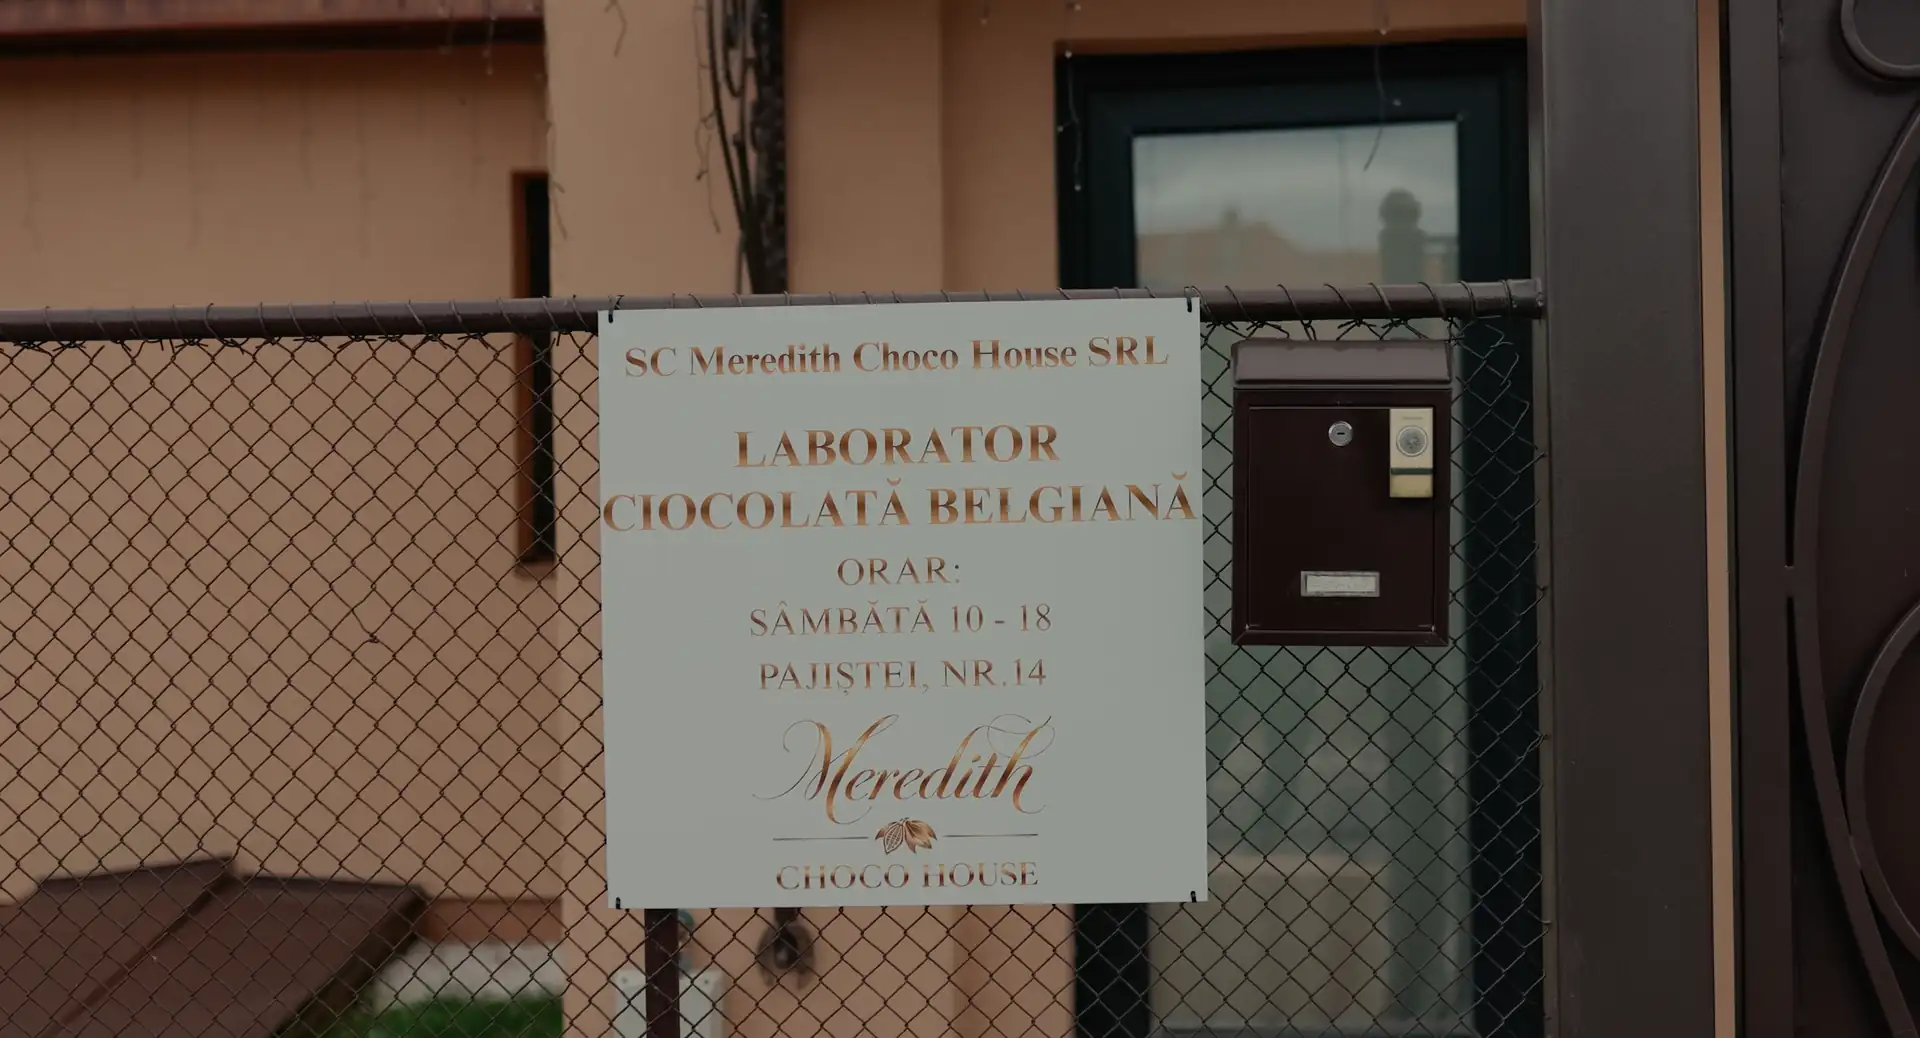 SC Meredith Choco House SRL
LABORATOR
CIOCOLATĂ BELGIANĂ
ORAR:
SÂMBĂTĂ 10 - 18
PAJIȘTEI, NR.14
Meredith
CHOCO HOUSE